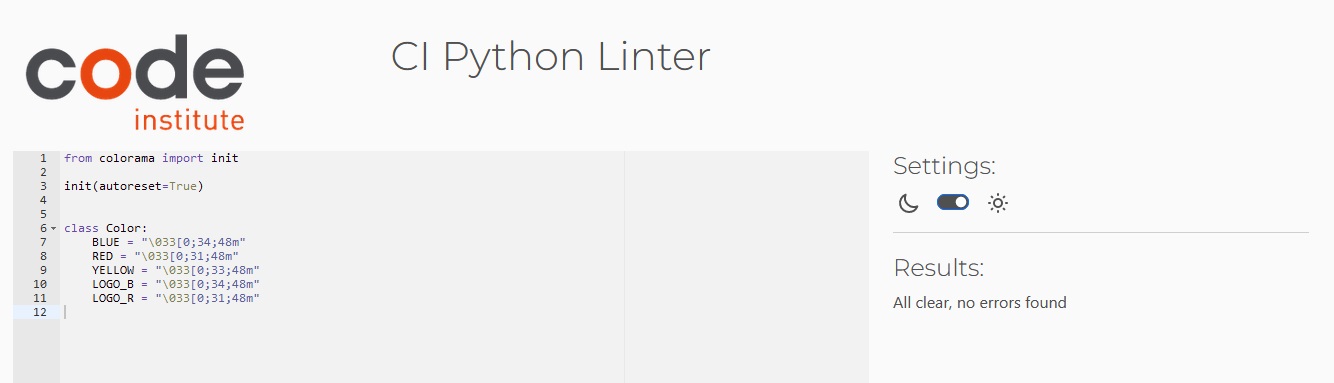 code
institute
CI Python Linter
1 from colorama import init
2
3 init(autoreset=True)
4
5
6 class Color:
7     BLUE = "\033[0;34;48m"
8     RED = "\033[0;31;48m"
9     YELLOW = "\033[0;33;48m"
10     LOGO_B = "\033[0;34;48m"
11     LOGO_R = "\033[0;31;48m"
12
Settings:
Results:
All clear, no errors found